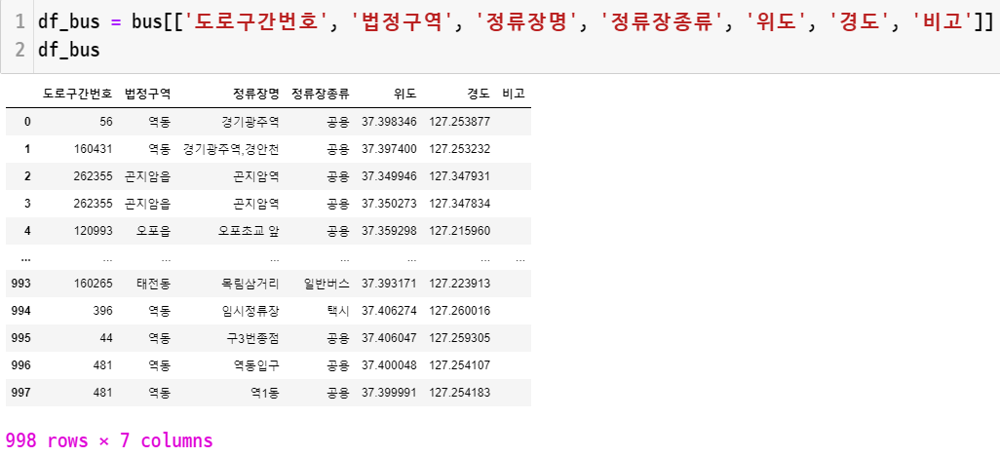 1 df_bus = bus[['도로구간번호', '법정구역', '정류장명', '정류장종류', '위도', '경도', '비고']]
2 df_bus
도로구간번호 법정구역 정류장명 정류장종류 위도 경도 비고
0 56 역동 경기광주역 공용 37.398346 127.253877
1 160431 역동 경기광주역,경안천 공용 37.397400 127.253232
2 262355 곤지암읍 곤지암역 공용 37.349946 127.347931
3 262355 곤지암읍 곤지암역 공용 37.350273 127.347834
4 120993 오포읍 오포초교 앞 공용 37.359298 127.215960
... ... ... ... ... ... ... ...
993 160265 태전동 목림삼거리 일반버스 37.393171 127.223913
994 396 역동 임시정류장 택시 37.406274 127.260016
995 44 역동 구3번종점 공용 37.406047 127.259305
996 481 역동 역동입구 공용 37.400048 127.254107
997 481 역동 역1동 공용 37.399991 127.254183
998 rows × 7 columns